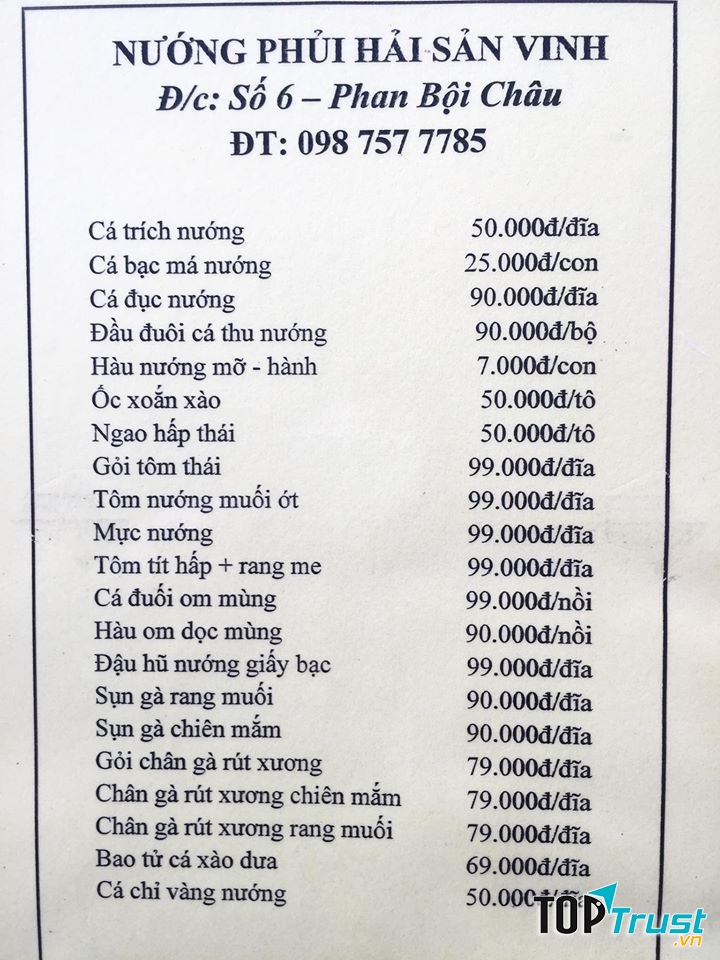 NƯỚNG PHỦI HẢI SẢN VINH
Đ/c: Số 6 – Phan Bội Châu
ĐT: 098 757 7785
Cá trích nướng 50.000đ/đĩa
Cá bạc má nướng 25.000đ/con
Cá đục nướng 90.000đ/đĩa
Đầu đuôi cá thu nướng 90.000đ/bộ
Hàu nướng mỡ - hành 7.000đ/con
Ốc xoắn xào 50.000đ/tô
Ngao hấp thái 50.000đ/tô
Gỏi tôm thái 99.000đ/đĩa
Tôm nướng muối ớt 99.000đ/đĩa
Mực nướng 99.000đ/đĩa
Tôm tít hấp + rang me 99.000đ/đĩa
Cá đuối om mùng 99.000đ/nồi
Hàu om dọc mùng 90.000đ/nồi
Đậu hũ nướng giấy bạc 99.000đ/đĩa
Sụn gà rang muối 90.000đ/đĩa
Sụn gà chiên mắm 90.000đ/đĩa
Gỏi chân gà rút xương 79.000đ/đĩa
Chân gà rút xương chiên mắm 79.000đ/đĩa
Chân gà rút xương rang muối 79.000đ/đĩa
Bao tử cá xào dưa 69.000đ/đĩa
Cá chỉ vàng nướng 50.000đ/đĩa
TOPTrust.vn